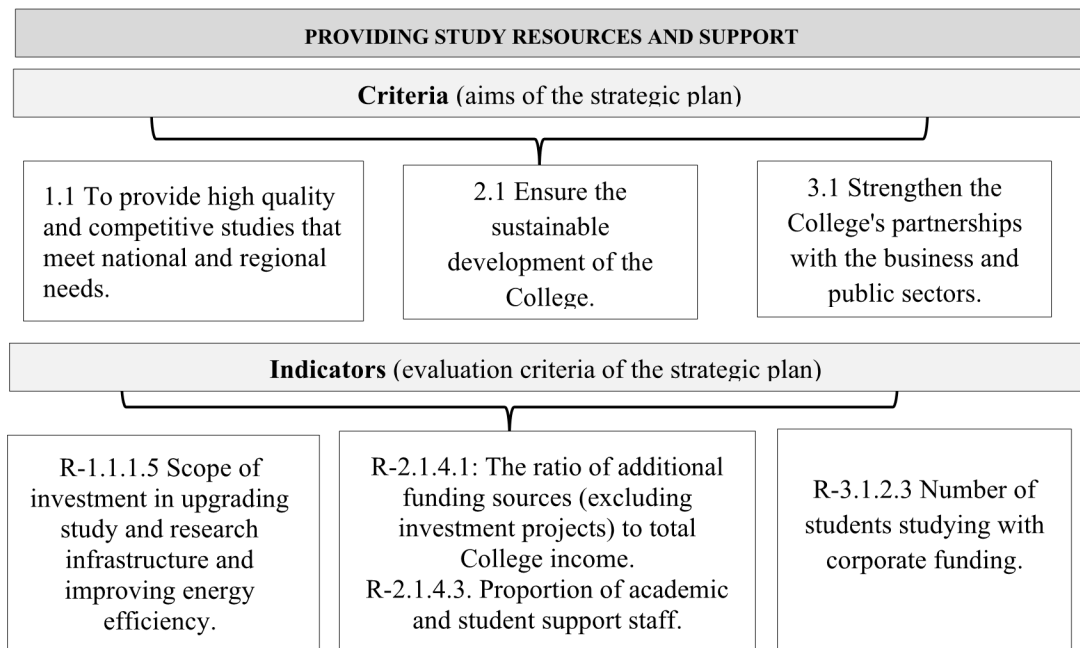 PROVIDING STUDY RESOURCES AND SUPPORT
Criteria (aims of the strategic plan)
1.1 To provide high quality
and competitive studies that
meet national and regional
needs.
2.1 Ensure the
sustainable
development of the
College.
3.1 Strengthen the
College's partnerships
with the business and
public sectors.
Indicators (evaluation criteria of the strategic plan)
R-1.1.1.5 Scope of
investment in upgrading
study and research
infrastructure and
improving energy
efficiency.
R-2.1.4.1: The ratio of additional
funding sources (excluding
investment projects) to total
College income.
R-2.1.4.3. Proportion of academic
and student support staff.
R-3.1.2.3 Number of
students studying with
corporate funding.